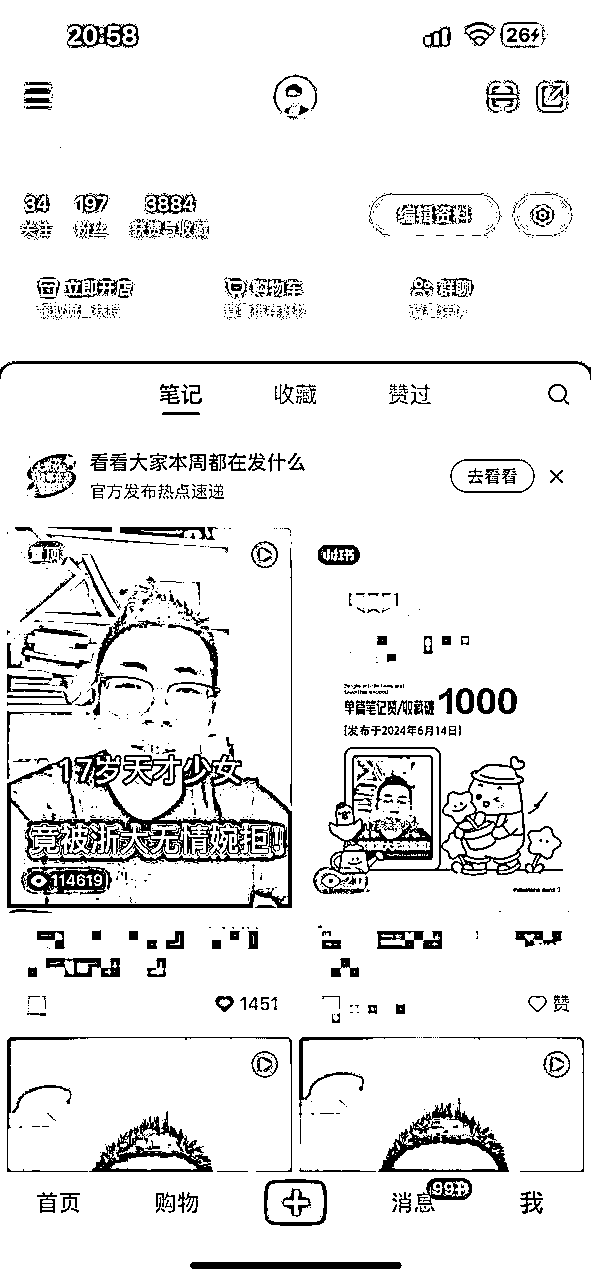 20:58
26
34 197 3884
关注 粉丝 获赞与收藏
编辑资料
立即开店 购物车 群聊
笔记 收藏 赞过
看看大家本周都在发什么
官方发布热点速递
去看看
置顶
17岁天才少女
竟被浙大无情婉拒!!
114619
小红书
单篇笔记赞/收藏破1000
[发布于2024年6月14日]
1451
赞
首页 购物 消息 99+ 我